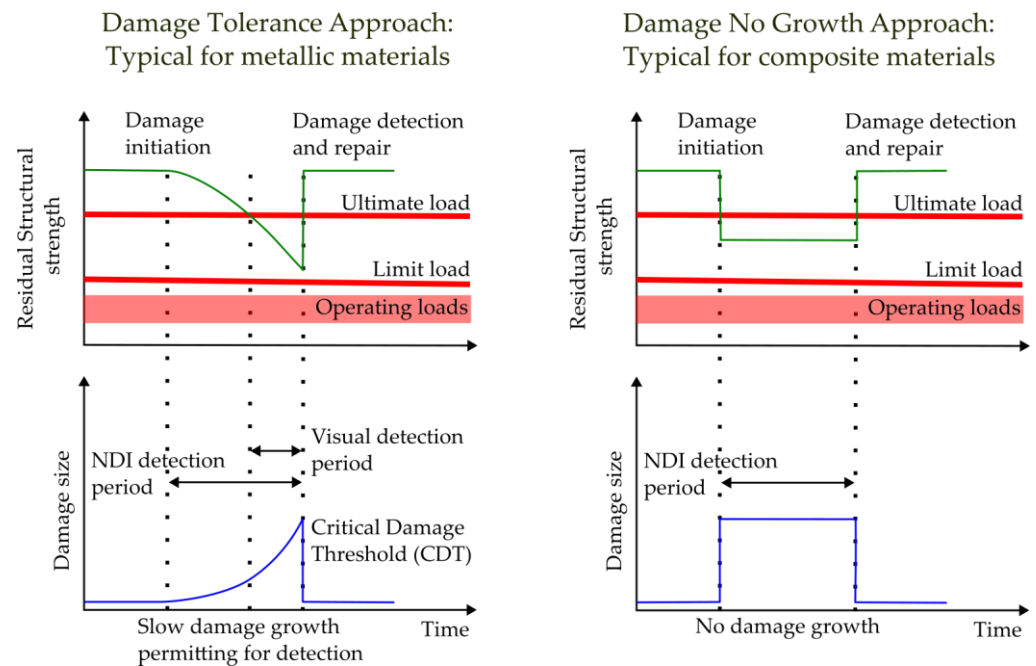 Damage Tolerance Approach:
Typical for metallic materials
Damage
initiation
Damage detection
and repair
Residual Structural
strength
Ultimate load
Limit load
Operating loads
Damage size
NDI detection
period
Visual detection
period
Critical Damage
Threshold (CDT)
Slow damage growth
permitting for detection
Time
Damage No Growth Approach:
Typical for composite materials
Damage
initiation
Damage detection
and repair
Residual Structural
strength
Ultimate load
Limit load
Operating loads
Damage size
NDI detection
period
No damage growth
Time